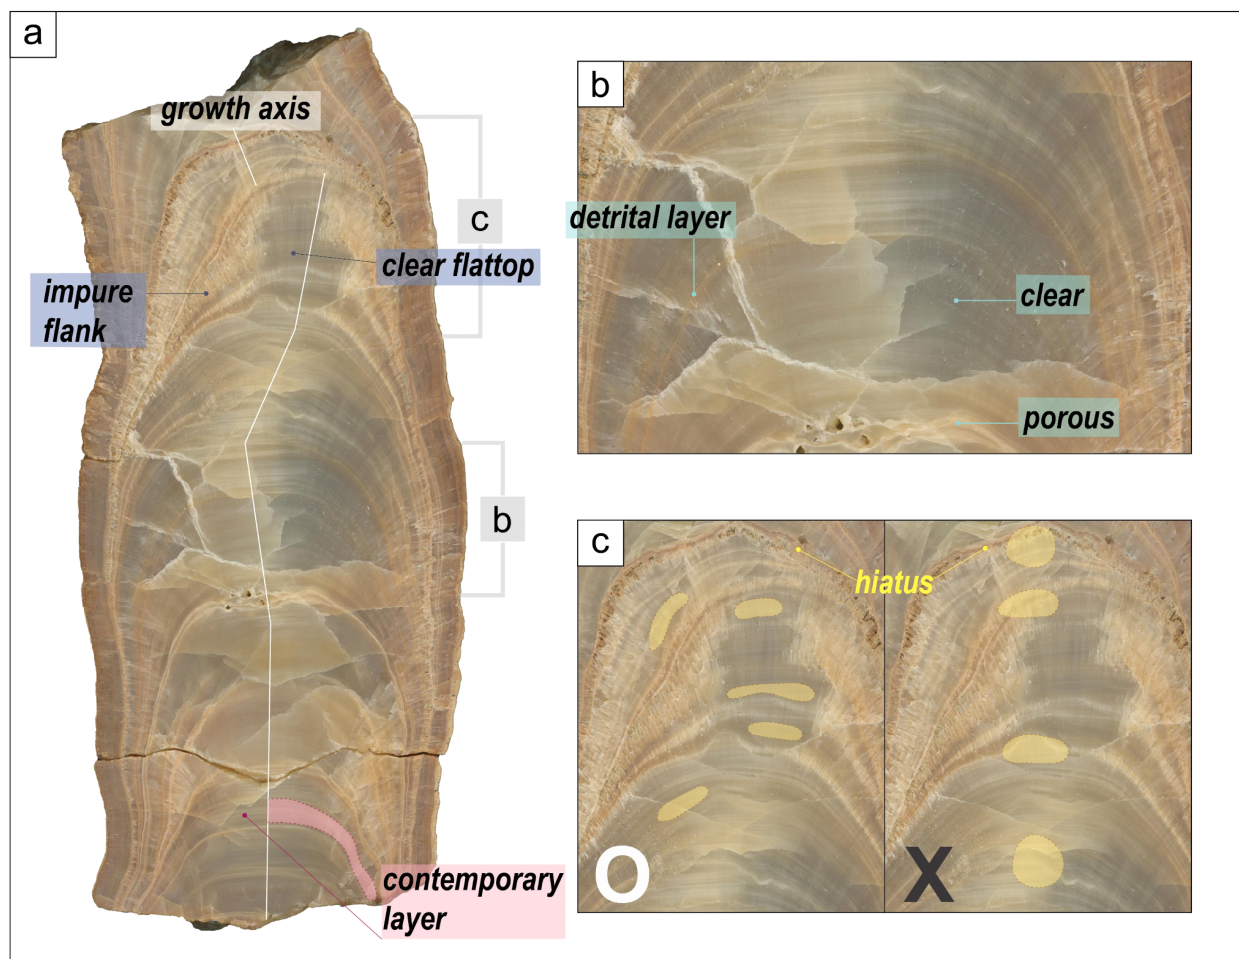 a
growth axis
c
clear flattop
impure
flank
b
contemporary
layer
b
detrital layer
clear
porous
c
hiatus
O
X